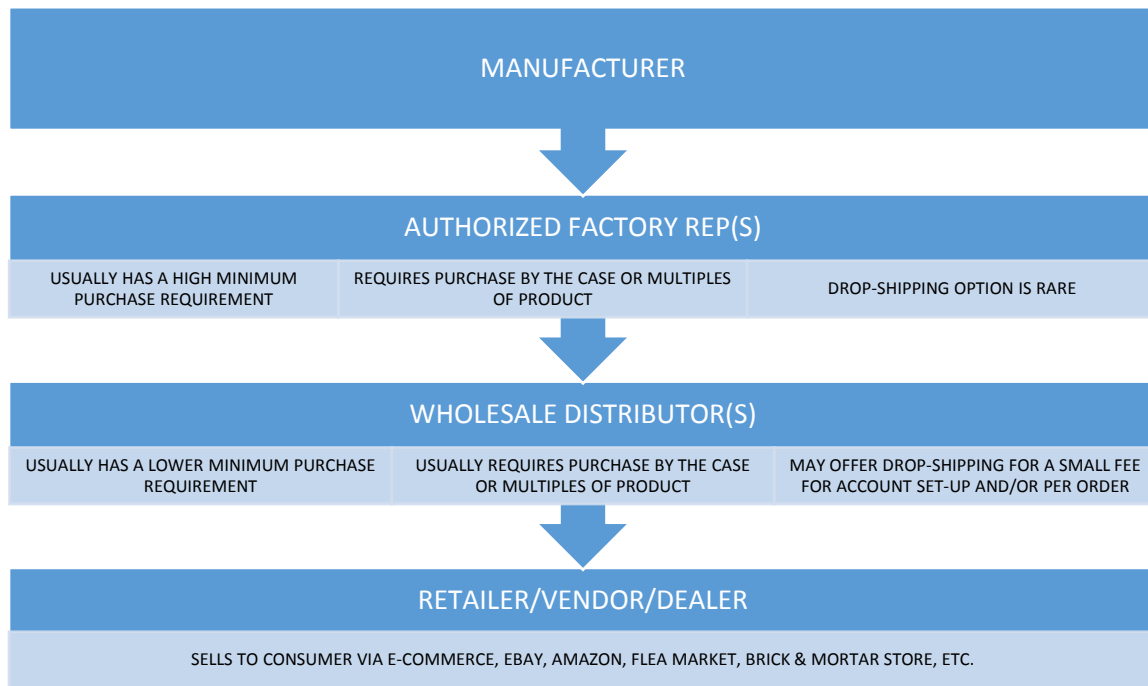 MANUFACTURER
AUTHORIZED FACTORY REP(S)
USUALLY HAS A HIGH MINIMUM
PURCHASE REQUIREMENT
REQUIRES PURCHASE BY THE CASE OR MULTIPLES
OF PRODUCT
DROP-SHIPPING OPTION IS RARE
WHOLESALE DISTRIBUTOR(S)
USUALLY HAS A LOWER MINIMUM PURCHASE
REQUIREMENT
USUALLY REQUIRES PURCHASE BY THE CASE
OR MULTIPLES OF PRODUCT
MAY OFFER DROP-SHIPPING FOR A SMALL FEE
FOR ACCOUNT SET-UP AND/OR PER ORDER
RETAILER/VENDOR/DEALER
SELLS TO CONSUMER VIA E-COMMERCE, EBAY, AMAZON, FLEA MARKET, BRICK & MORTAR STORE, ETC.